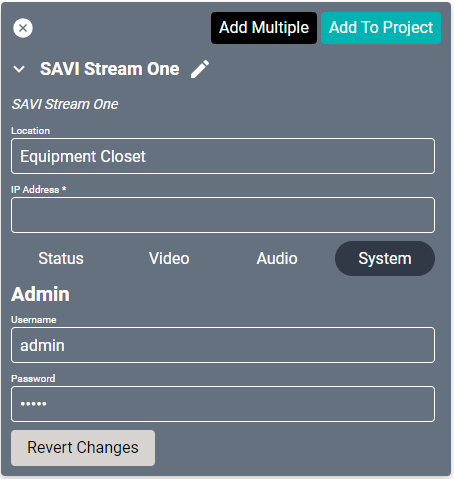 Add Multiple Add To Project
SAVI Stream One
SAVI Stream One
Location
Equipment Closet
IP Address *
Status Video Audio System
Admin
Username
admin
Password
•••••
Revert Changes